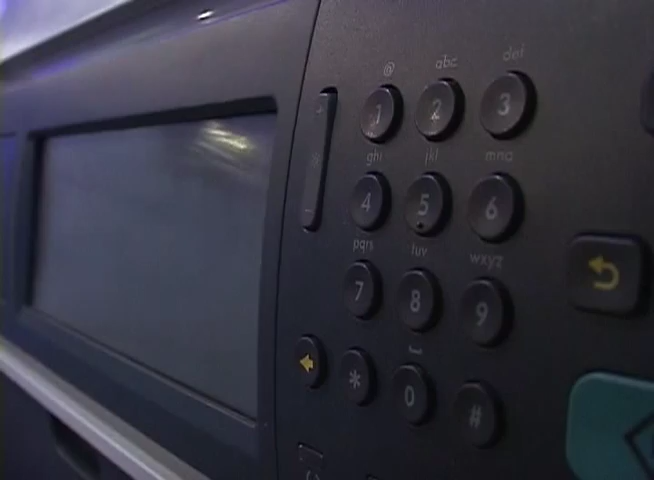 @ abc def
1 2 3
ghi jkl mno
4 5 6
pqrs tuv wxyz
7 8 9
* 0 #